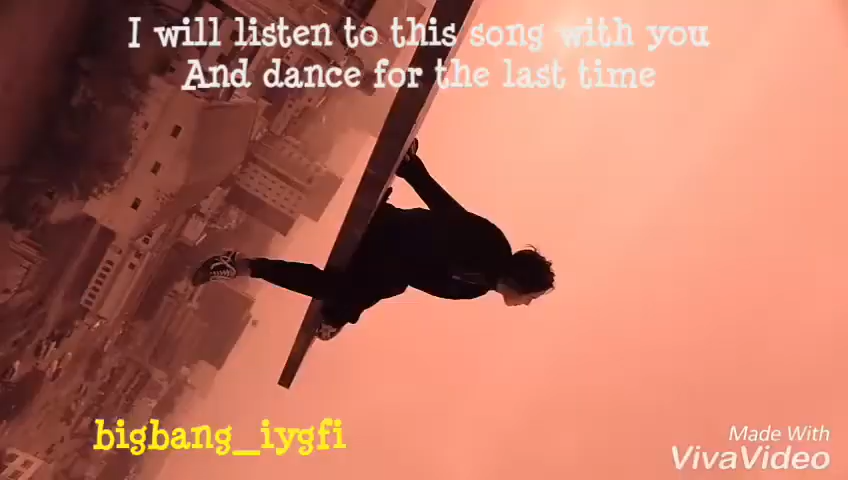 I will listen to this song with you
And dance for the last time
bigbang_iygfi
Made With
VivaVideo